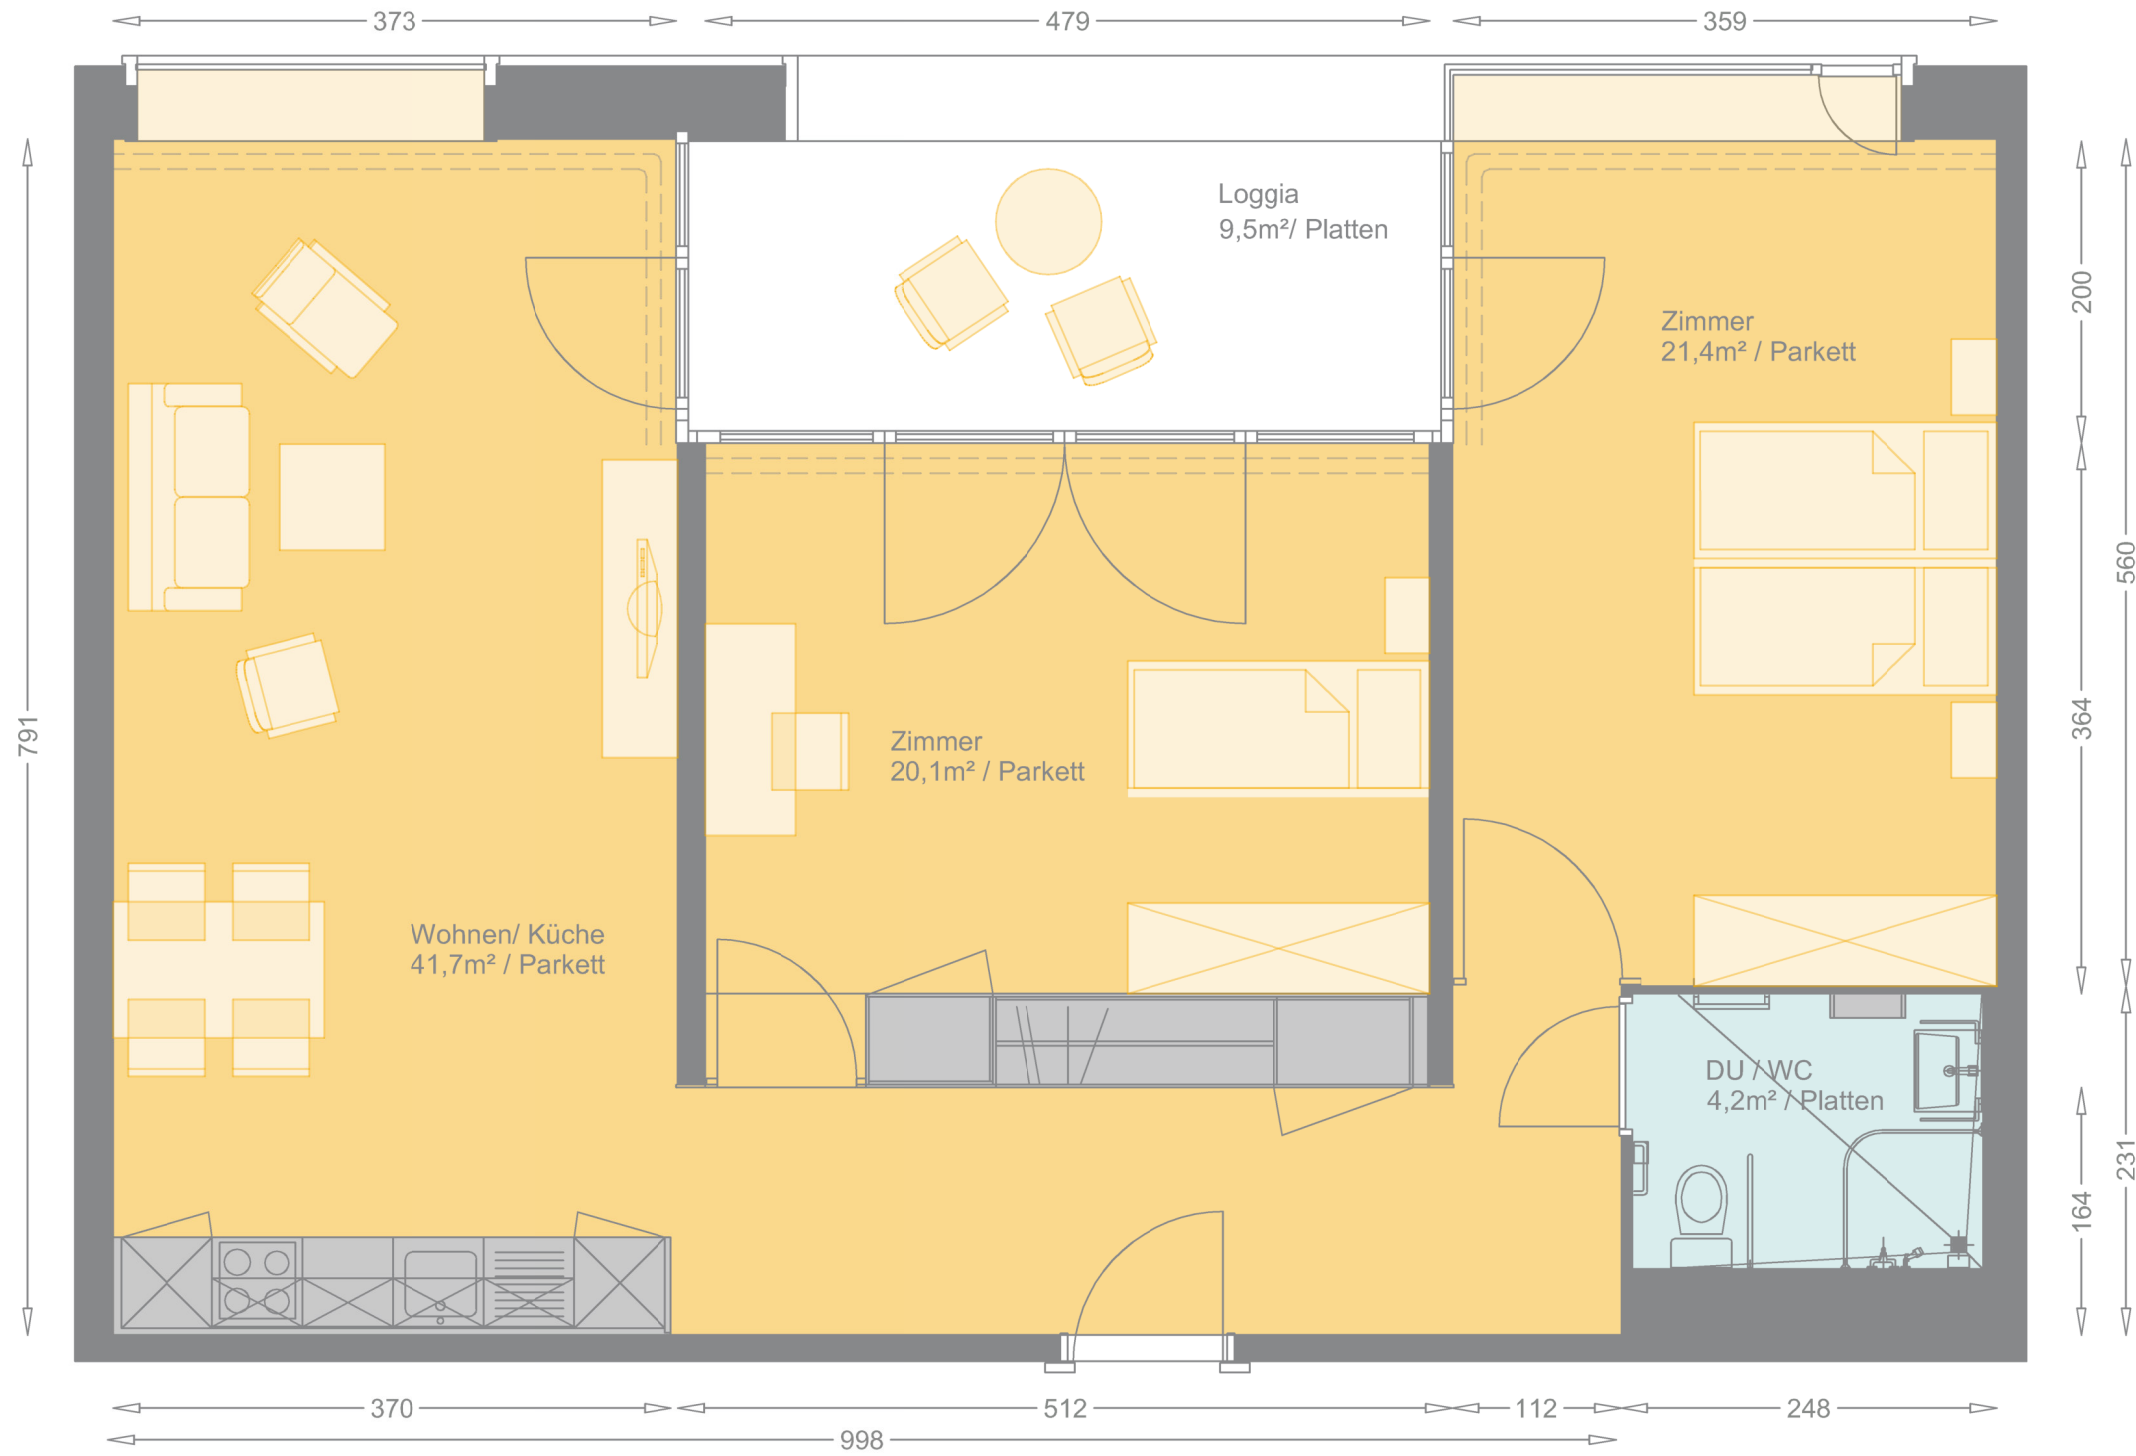 373
479
359
Loggia
9,5m²/ Platten
Zimmer
21,4m² / Parkett
200
560
791
364
Zimmer
20,1m² / Parkett
Wohnen/ Küche
41,7m² / Parkett
DU / WC
4,2m² / Platten
231
164
370
512
112
248
998